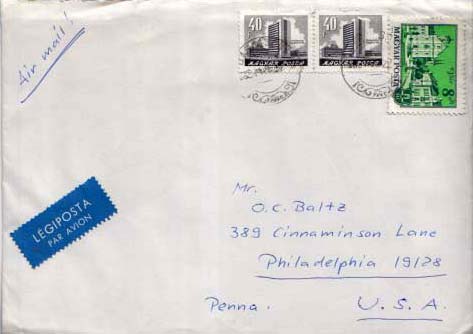 Air mail!
40
MAGYAR POSTA
40
MAGYAR POSTA
MAGYAR POSTA
8
LÉGIPOSTA
PAR AVION
Mr.
O.C. Baltz
389 Cinnaminson Lane
Philadelphia 19128
Penna. U.S.A.